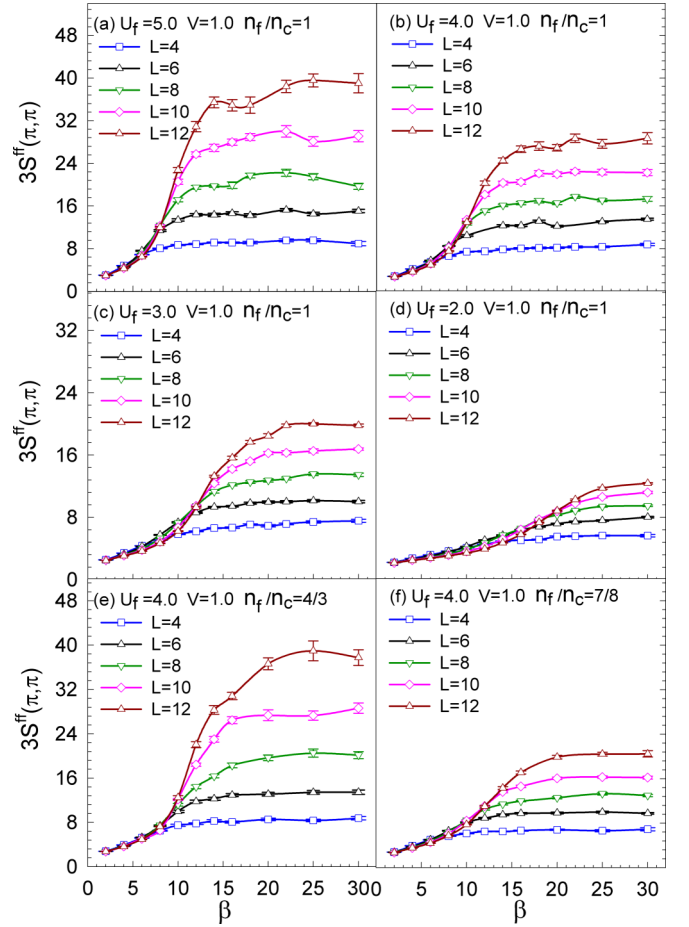 (a) U_f=5.0 V=1.0 n_f/n_c=1
L=4
L=6
L=8
L=10
L=12
48
40
32
24
16
8
0
3S^ff(π,π)
(b) U_f=4.0 V=1.0 n_f/n_c=1
L=4
L=6
L=8
L=10
L=12
(c) U_f=3.0 V=1.0 n_f/n_c=1
L=4
L=6
L=8
L=10
L=12
32
24
16
8
0
3S^ff(π,π)
(d) U_f=2.0 V=1.0 n_f/n_c=1
L=4
L=6
L=8
L=10
L=12
(e) U_f=4.0 V=1.0 n_f/n_c=4/3
L=4
L=6
L=8
L=10
L=12
48
40
32
24
16
8
0
3S^ff(π,π)
0 5 10 15 20 25 30
β
(f) U_f=4.0 V=1.0 n_f/n_c=7/8
L=4
L=6
L=8
L=10
L=12
5 10 15 20 25 30
β